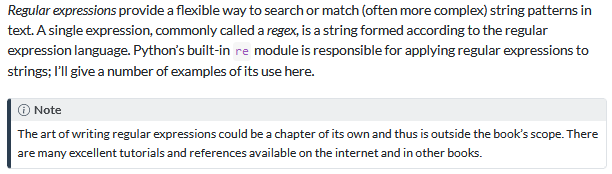 Regular expressions provide a flexible way to search or match (often more complex) string patterns in
text. A single expression, commonly called a regex, is a string formed according to the regular
expression language. Python’s built-in re module is responsible for applying regular expressions to
strings; I’ll give a number of examples of its use here.
Note
The art of writing regular expressions could be a chapter of its own and thus is outside the book’s scope. There
are many excellent tutorials and references available on the internet and in other books.